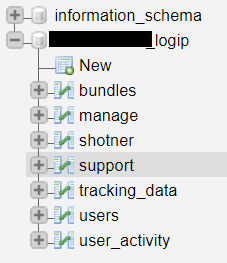 information_schema
_logip
New
bundles
manage
shotner
support
tracking_data
users
user_activity